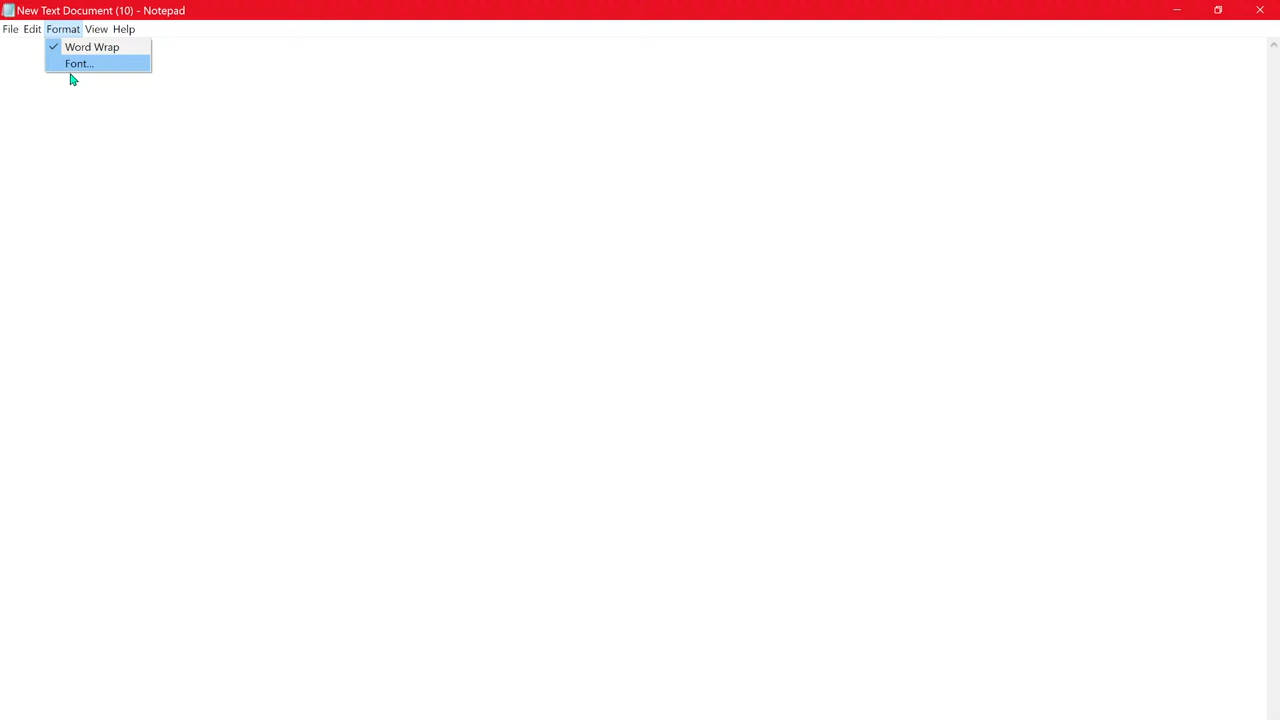 New Text Document (10) - Notepad
File Edit Format View Help
Word Wrap
Font...